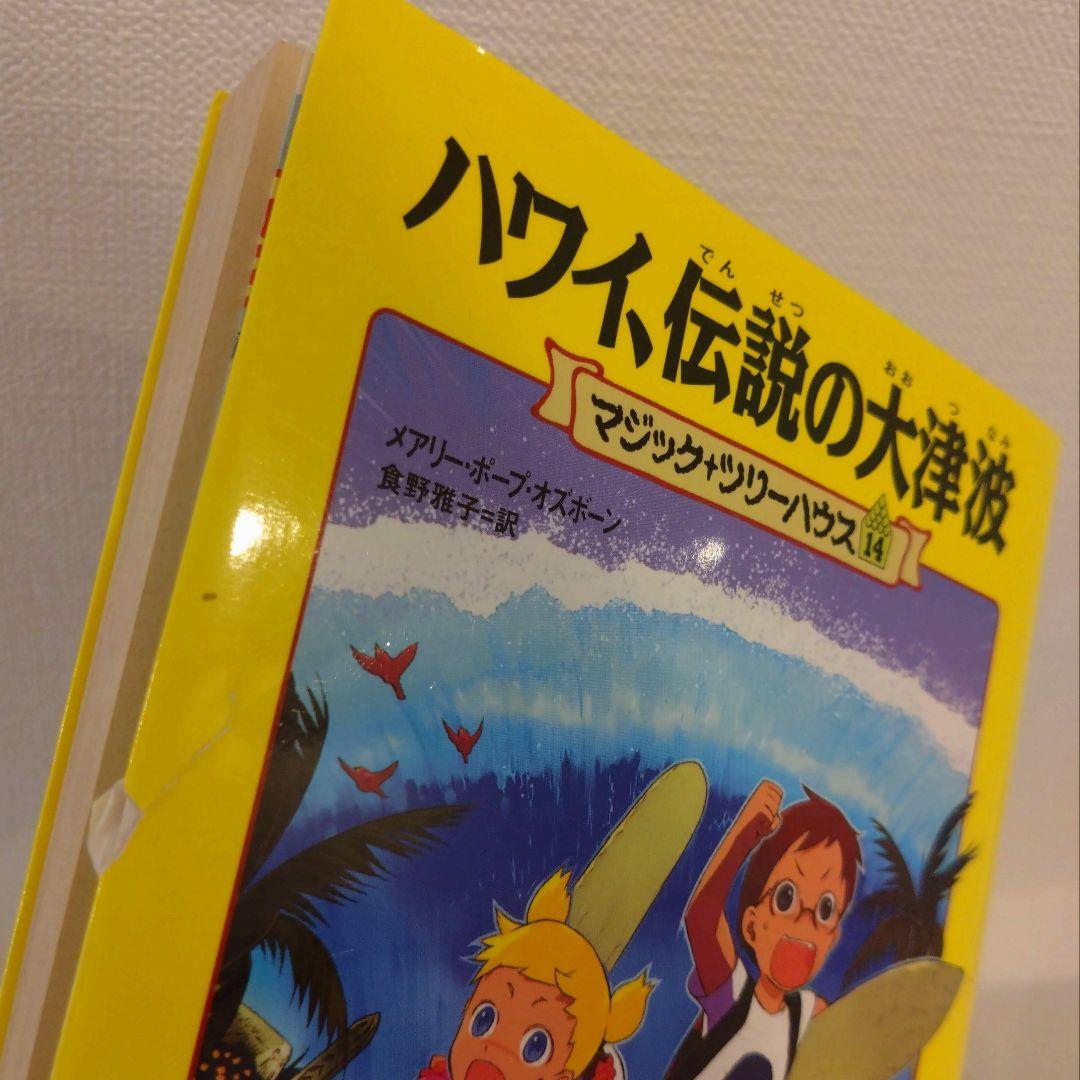 ハワイ、伝説の大津波
でんせつ
おおつなみ
マジック・ツリーハウス 14
メアリー・ポープ・オズボーン
食野雅子=訳